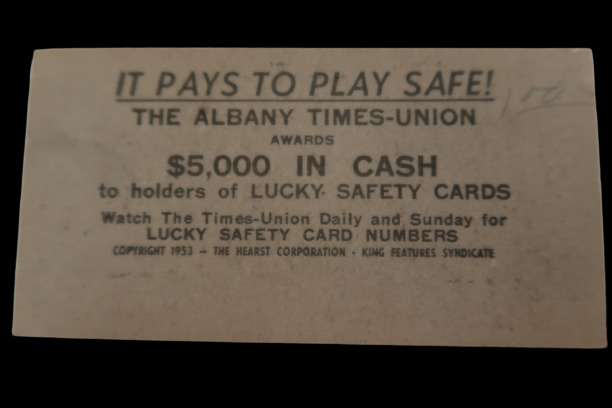 IT PAYS TO PLAY SAFE!
1.00
THE ALBANY TIMES-UNION
AWARDS
$5,000 IN CASH
to holders of LUCKY SAFETY CARDS
Watch The Times-Union Daily and Sunday for
LUCKY SAFETY CARD NUMBERS
COPYRIGHT 1953 — THE HEARST CORPORATION - KING FEATURES SYNDICATE